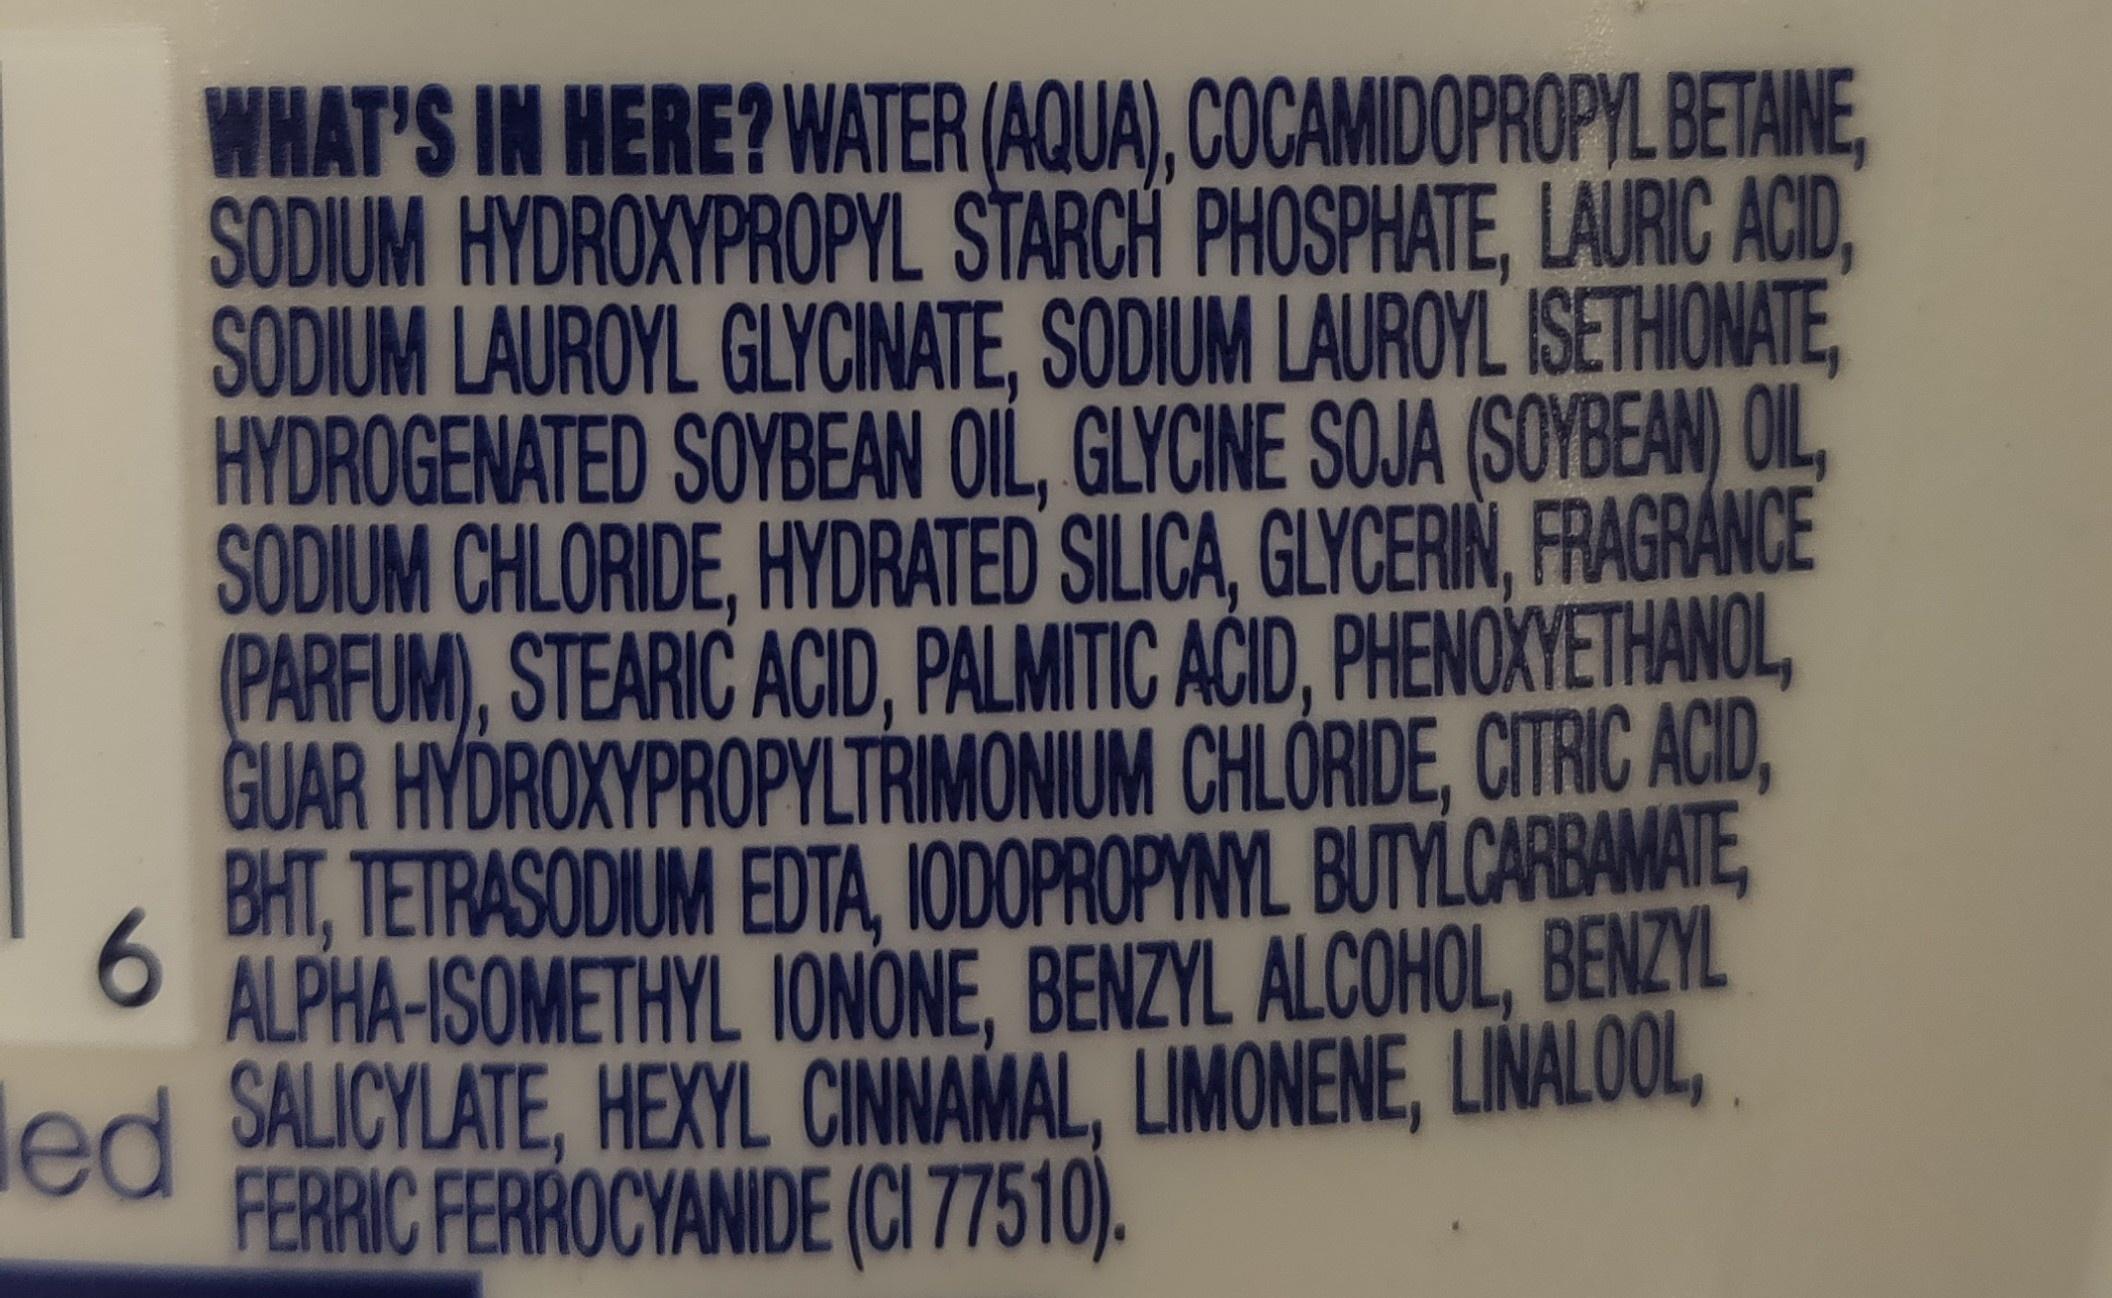 WHAT'S IN HERE? WATER (AQUA), COCAMIDOPROPYL BETAINE,
SODIUM HYDROXYPROPYL STARCH PHOSPHATE, LAURIC ACID,
SODIUM LAUROYL GLYCINATE, SODIUM LAUROYL ISETHIONATE,
HYDROGENATED SOYBEAN OIL, GLYCINE SOJA (SOYBEAN) OIL,
SODIUM CHLORIDE, HYDRATED SILICA, GLYCERIN, FRAGRANCE
(PARFUM), STEARIC ACID, PALMITIC ACID, PHENOXYETHANOL,
GUAR HYDROXYPROPYLTRIMONIUM CHLORIDE, CITRIC ACID,
BHT, TETRASODIUM EDTA, IODOPROPYNYL BUTYLCARBAMATE,
ALPHA-ISOMETHYL IONONE, BENZYL ALCOHOL, BENZYL
SALICYLATE, HEXYL CINNAMAL, LIMONENE, LINALOOL,
FERRIC FERROCYANIDE (CI 77510).
6